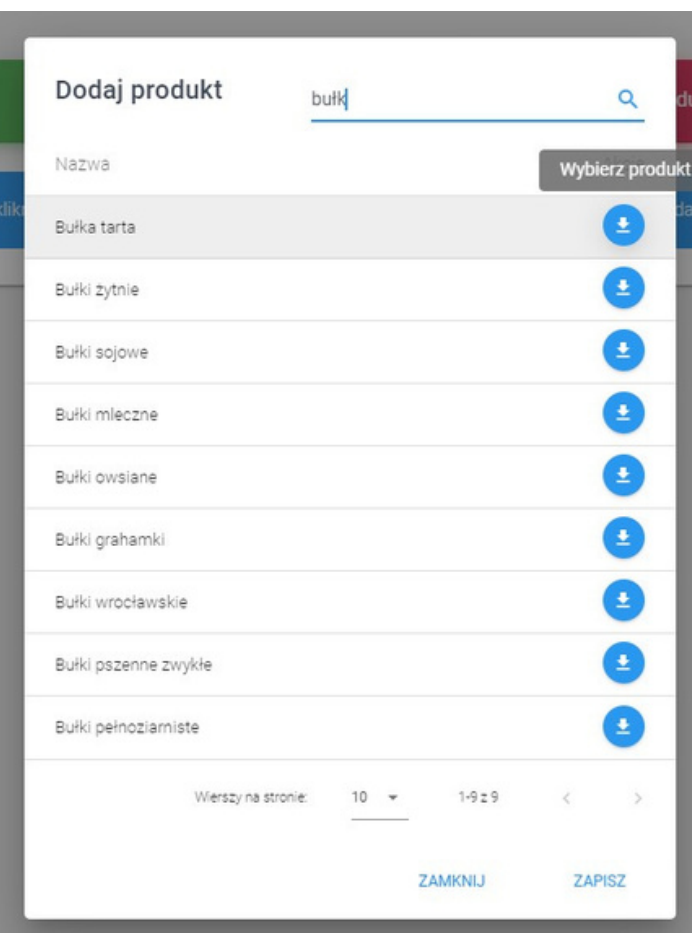 Dodaj produkt
bułk
Nazwa
Wybierz produkt
Bułka tarta
Bułki żytnie
Bułki sojowe
Bułki mleczne
Bułki owsiane
Bułki grahamki
Bułki wrocławskie
Bułki pszenne zwykłe
Bułki pełnoziarniste
Wierszy na stronie: 10 1-9 z 9
ZAMKNIJ ZAPISZ